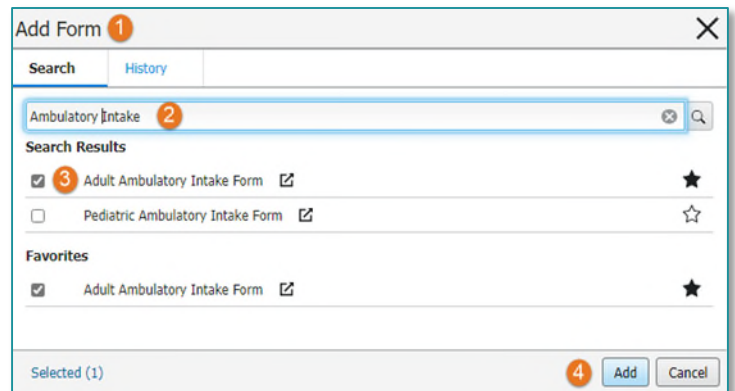 Add Form 1
Search History
Ambulatory Intake 2
Search Results
3 Adult Ambulatory Intake Form
Pediatric Ambulatory Intake Form
Favorites
Adult Ambulatory Intake Form
Selected (1) 4 Add Cancel